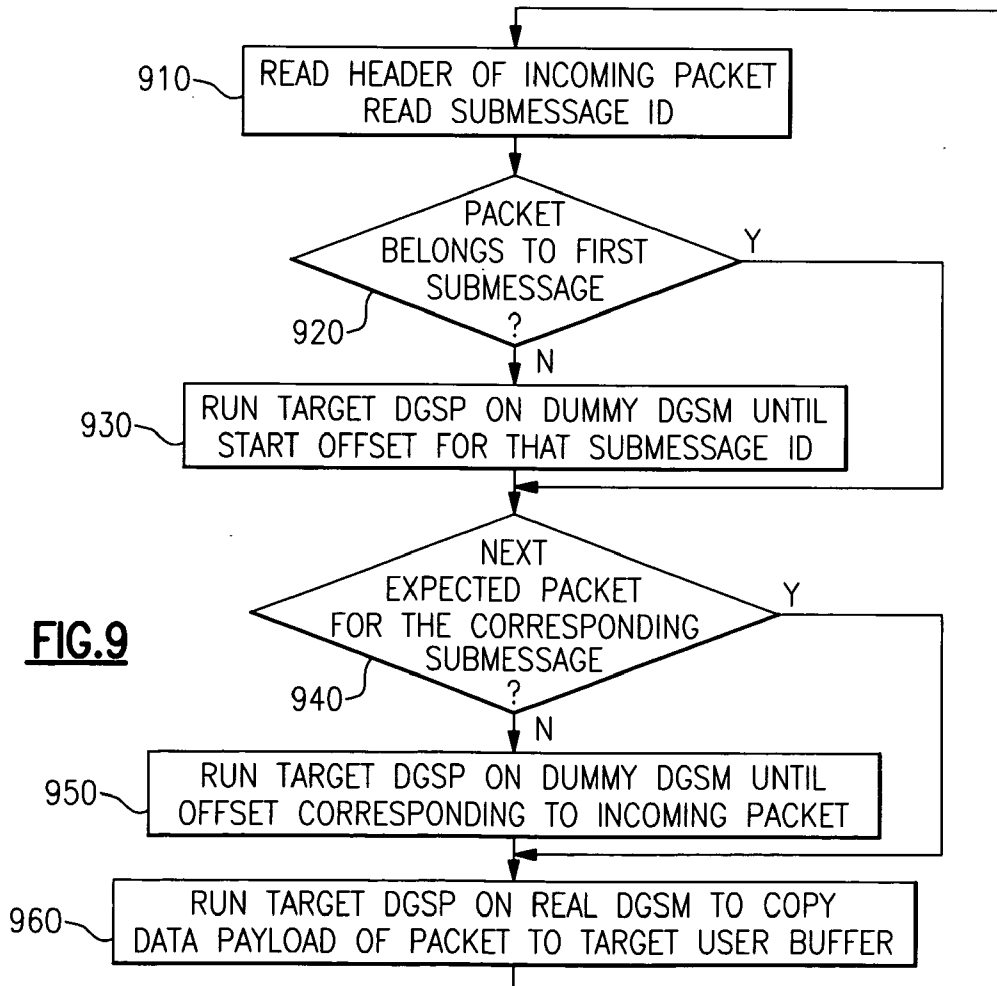 910
READ HEADER OF INCOMING PACKET
READ SUBMESSAGE ID
PACKET
BELONGS TO FIRST
SUBMESSAGE
?
Y
920
N
930
RUN TARGET DGSP ON DUMMY DGSM UNTIL
START OFFSET FOR THAT SUBMESSAGE ID
NEXT
EXPECTED PACKET
FOR THE CORRESPONDING
SUBMESSAGE
?
Y
FIG.9
940
N
950
RUN TARGET DGSP ON DUMMY DGSM UNTIL
OFFSET CORRESPONDING TO INCOMING PACKET
960
RUN TARGET DGSP ON REAL DGSM TO COPY
DATA PAYLOAD OF PACKET TO TARGET USER BUFFER